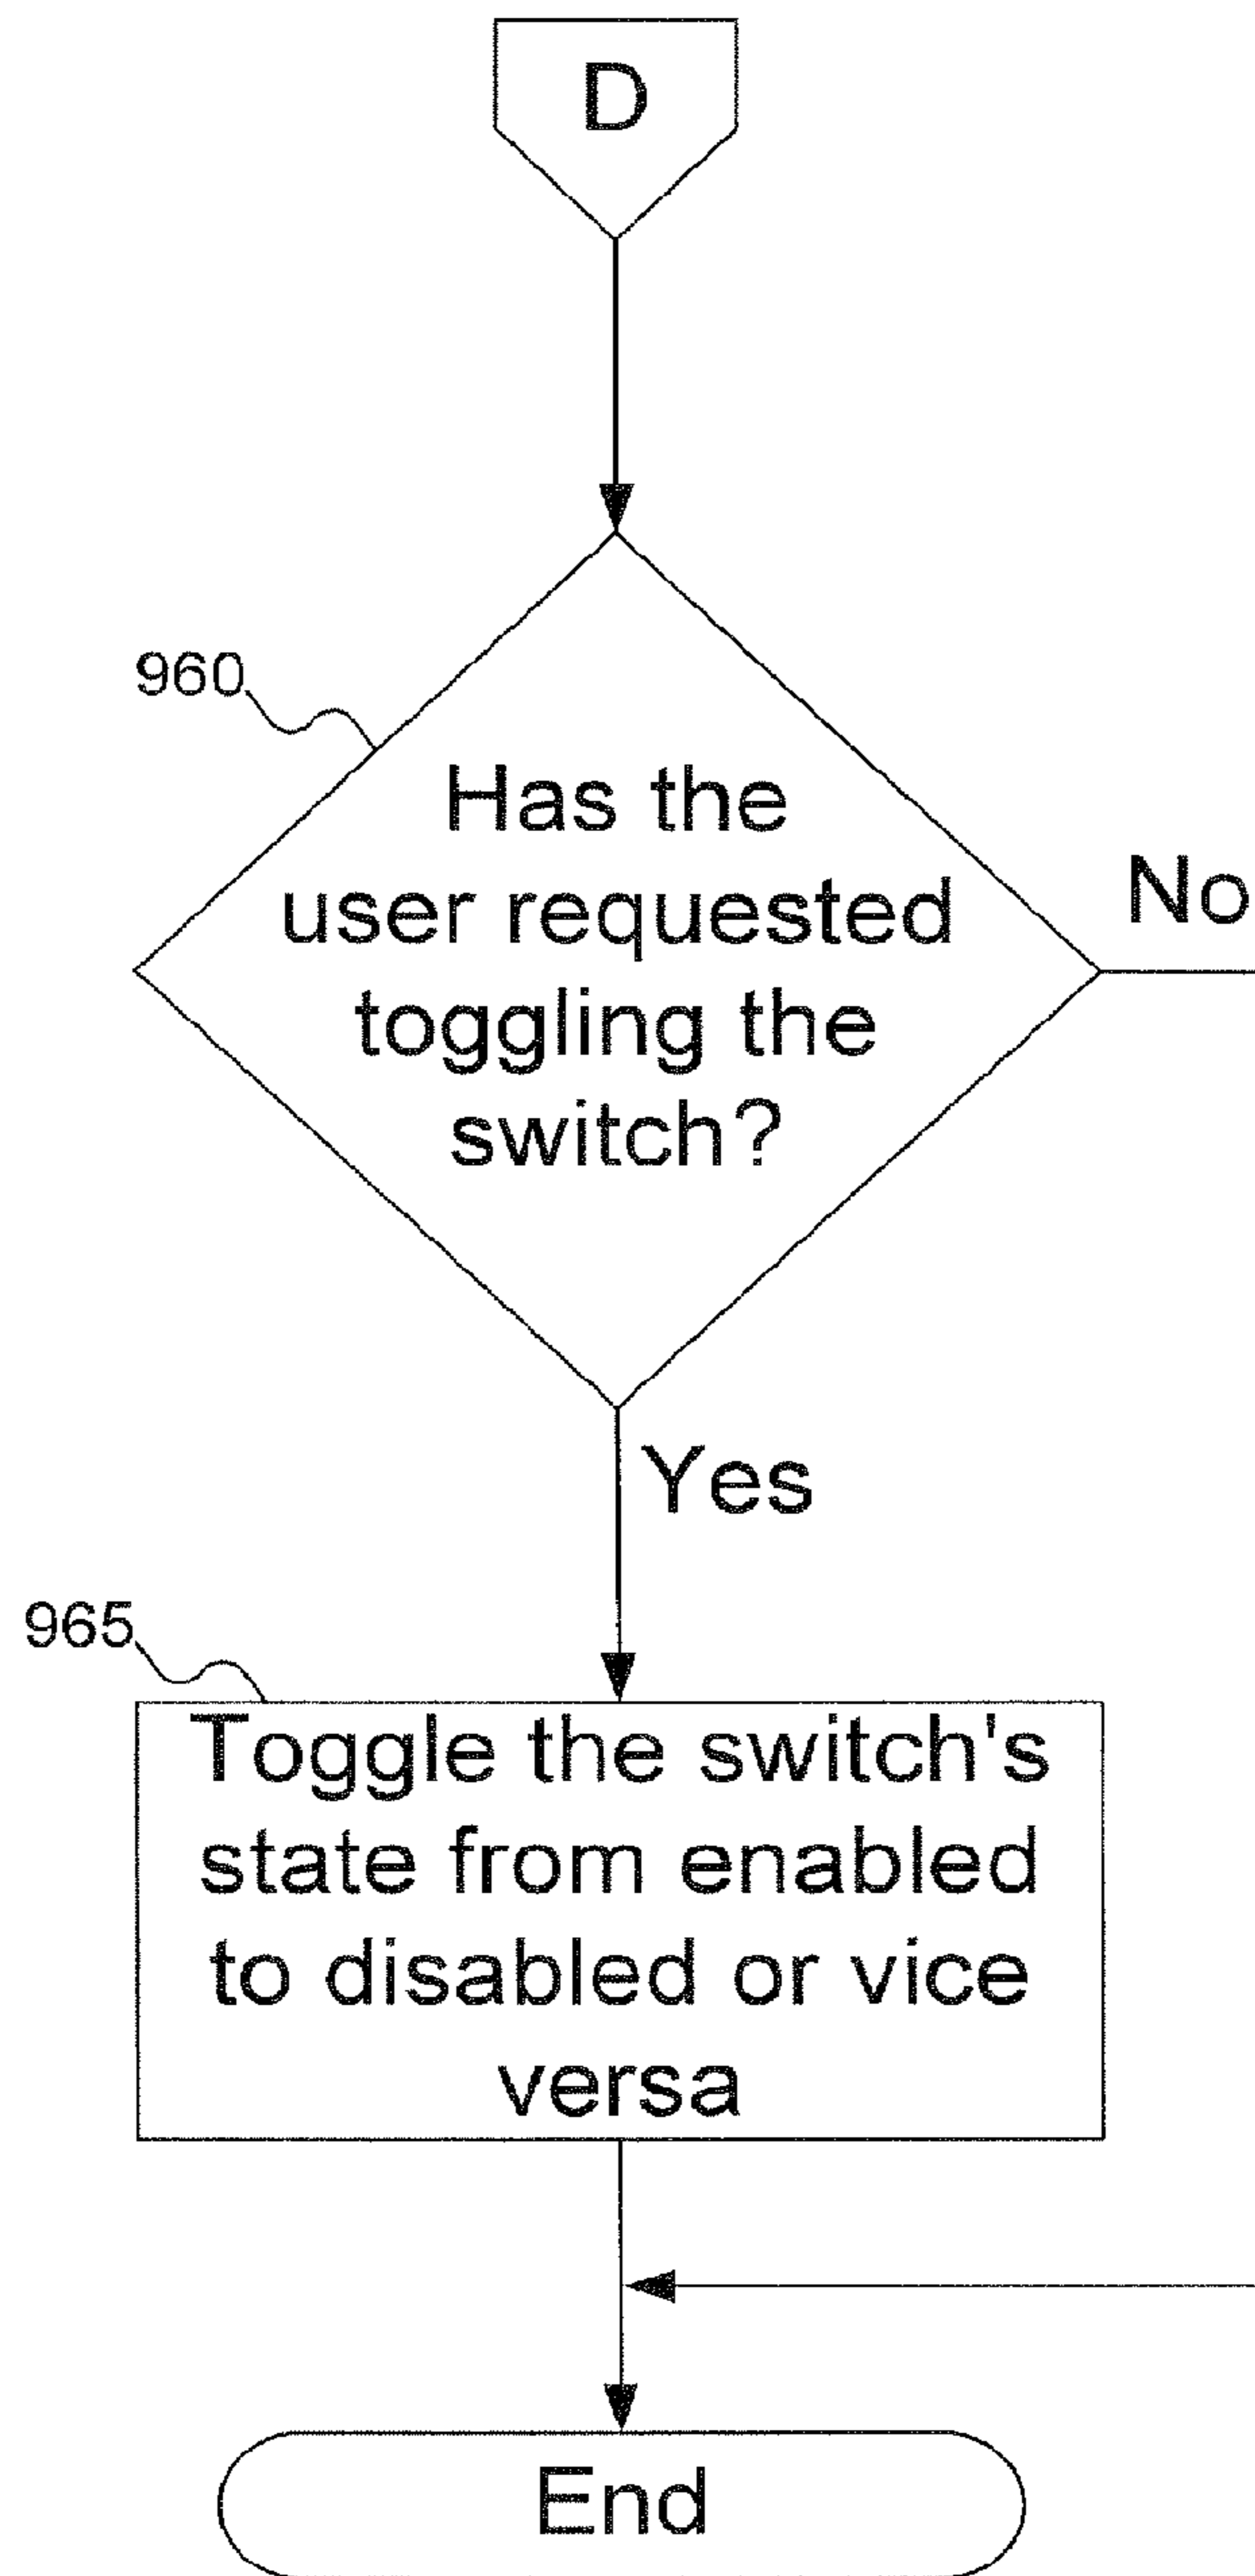 D
960
Has the
user requested
toggling the
switch?
No
Yes
965
Toggle the switch's
state from enabled
to disabled or vice
versa
End